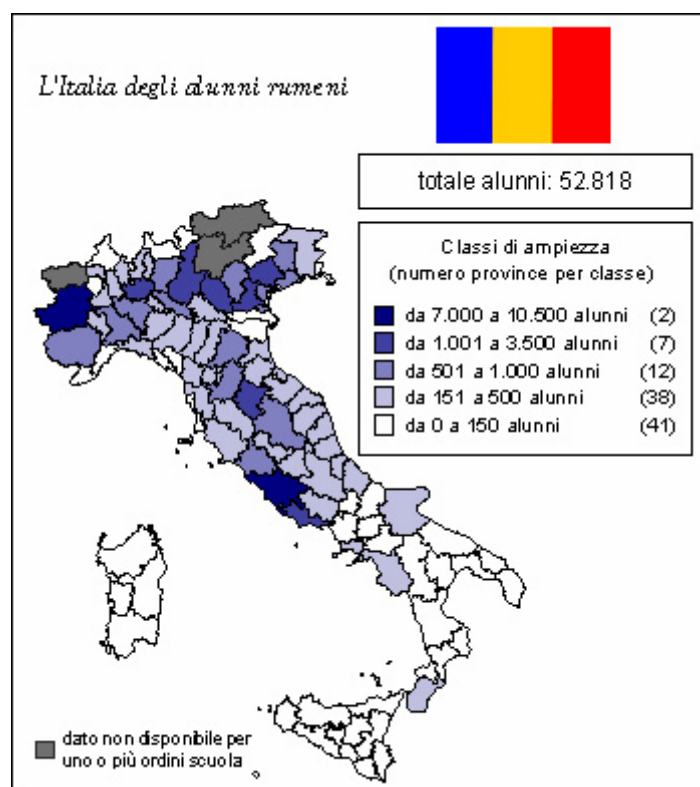 L'Italia degli alunni rumeni
totale alunni: 52.818
Classi di ampiezza
(numero province per classe)
da 7.000 a 10.500 alunni (2)
da 1.001 a 3.500 alunni (7)
da 501 a 1.000 alunni (12)
da 151 a 500 alunni (38)
da 0 a 150 alunni (41)
dato non disponibile per
uno o più ordini scuola